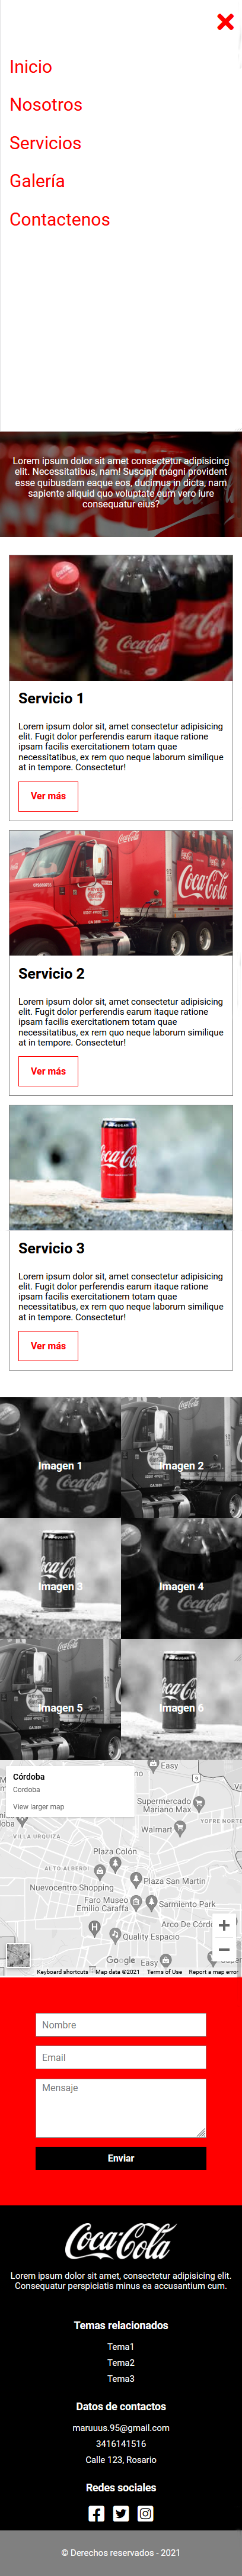 Inicio
Nosotros
Servicios
Galería
Contactenos
Lorem ipsum dolor sit amet consectetur adipisicing
elit. Necessitatibus, nam! Suscipit magni provident
esse quibusdam eaque eos, ducimus in dicta, nam
sapiente aliquid quo voluptate eum vero iure
consequatur eius?
Coca-Cola
Servicio 1
Lorem ipsum dolor sit, amet consectetur adipisicing
elit. Fugit dolor perferendis earum itaque ratione
ipsam facilis exercitationem totam quae
necessitatibus, ex rem quo neque laborum similique
at in tempore. Consectetur!
Ver más
Coca-Cola
Servicio 2
Lorem ipsum dolor sit, amet consectetur adipisicing
elit. Fugit dolor perferendis earum itaque ratione
ipsam facilis exercitationem totam quae
necessitatibus, ex rem quo neque laborum similique
at in tempore. Consectetur!
Ver más
Coca-Cola
Servicio 3
Lorem ipsum dolor sit, amet consectetur adipisicing
elit. Fugit dolor perferendis earum itaque ratione
ipsam facilis exercitationem totam quae
necessitatibus, ex rem quo neque laborum similique
at in tempore. Consectetur!
Ver más
Imagen 1
Imagen 2
Imagen 3
Imagen 4
Imagen 5
Imagen 6
Córdoba
Cordoba
View larger map
Easy
9
Supermercado
Mariano Max
YOFRE NORTE
Walmart
VILLA URQUIZA
Plaza Colón
ALTO ALBERDI
Nuevocentro Shopping
Plaza San Martín
Faro Museo
Emilio Caraffa
Sarmiento Park
Arco De Córdo
Quality Espacio
Google
Easy
Keyboard shortcuts Map data ©2021 Terms of Use Report a map error
Nombre
Email
Mensaje
Enviar
Coca-Cola
Lorem ipsum dolor sit amet, consectetur adipisicing elit.
Consequatur perspiciatis minus ea accusantium cum.
Temas relacionados
Tema1
Tema2
Tema3
Datos de contactos
maruuus.95@gmail.com
3416141516
Calle 123, Rosario
Redes sociales
© Derechos reservados - 2021